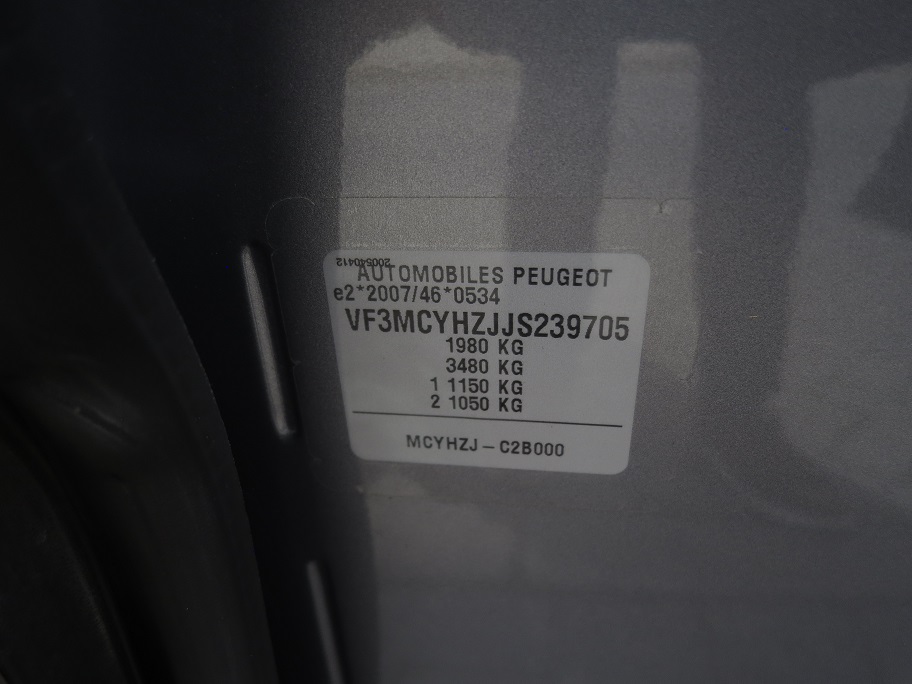 200540412
AUTOMOBILES PEUGEOT
e2*2007/46*0534
VF3MCYHZJJS239705
1980 KG
3480 KG
1 1150 KG
2 1050 KG
MCYHZJ – C2B000